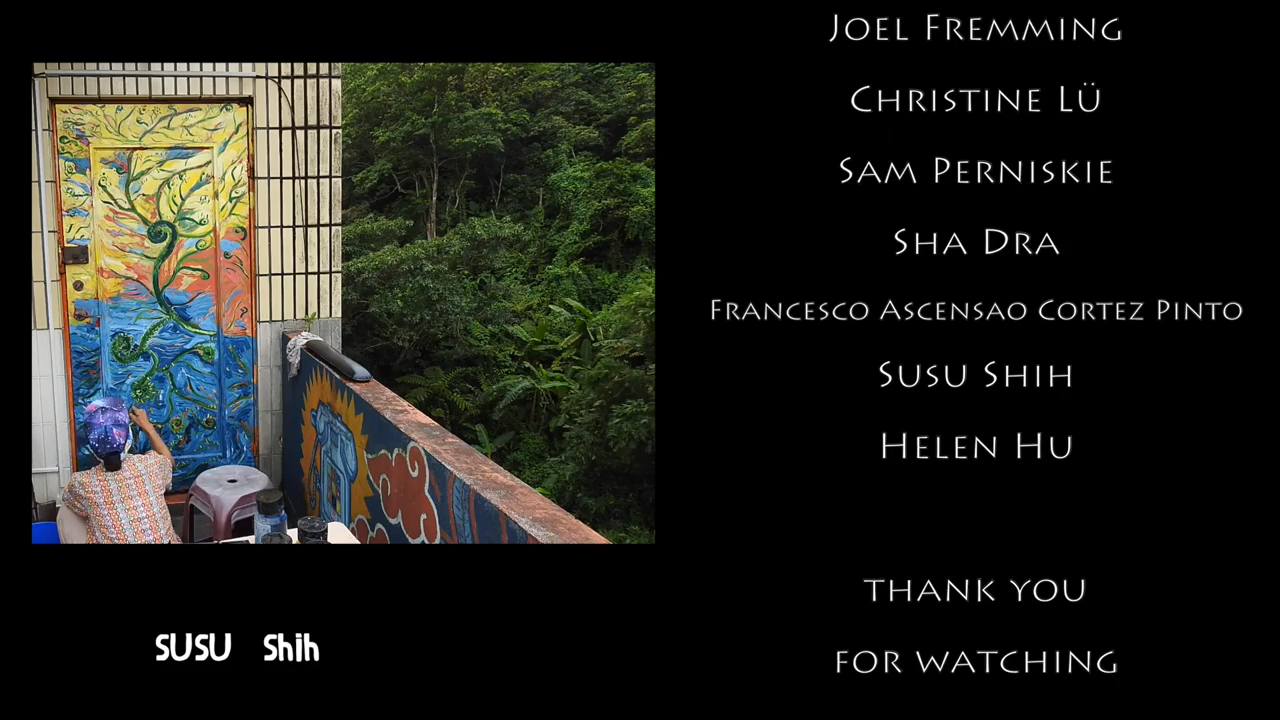 Joel Fremming
Christine Lü
Sam Perniskie
Sha Dra
Francesco Ascensao Cortez Pinto
Susu Shih
Helen Hu
THANK YOU
FOR WATCHING
SUSU Shih